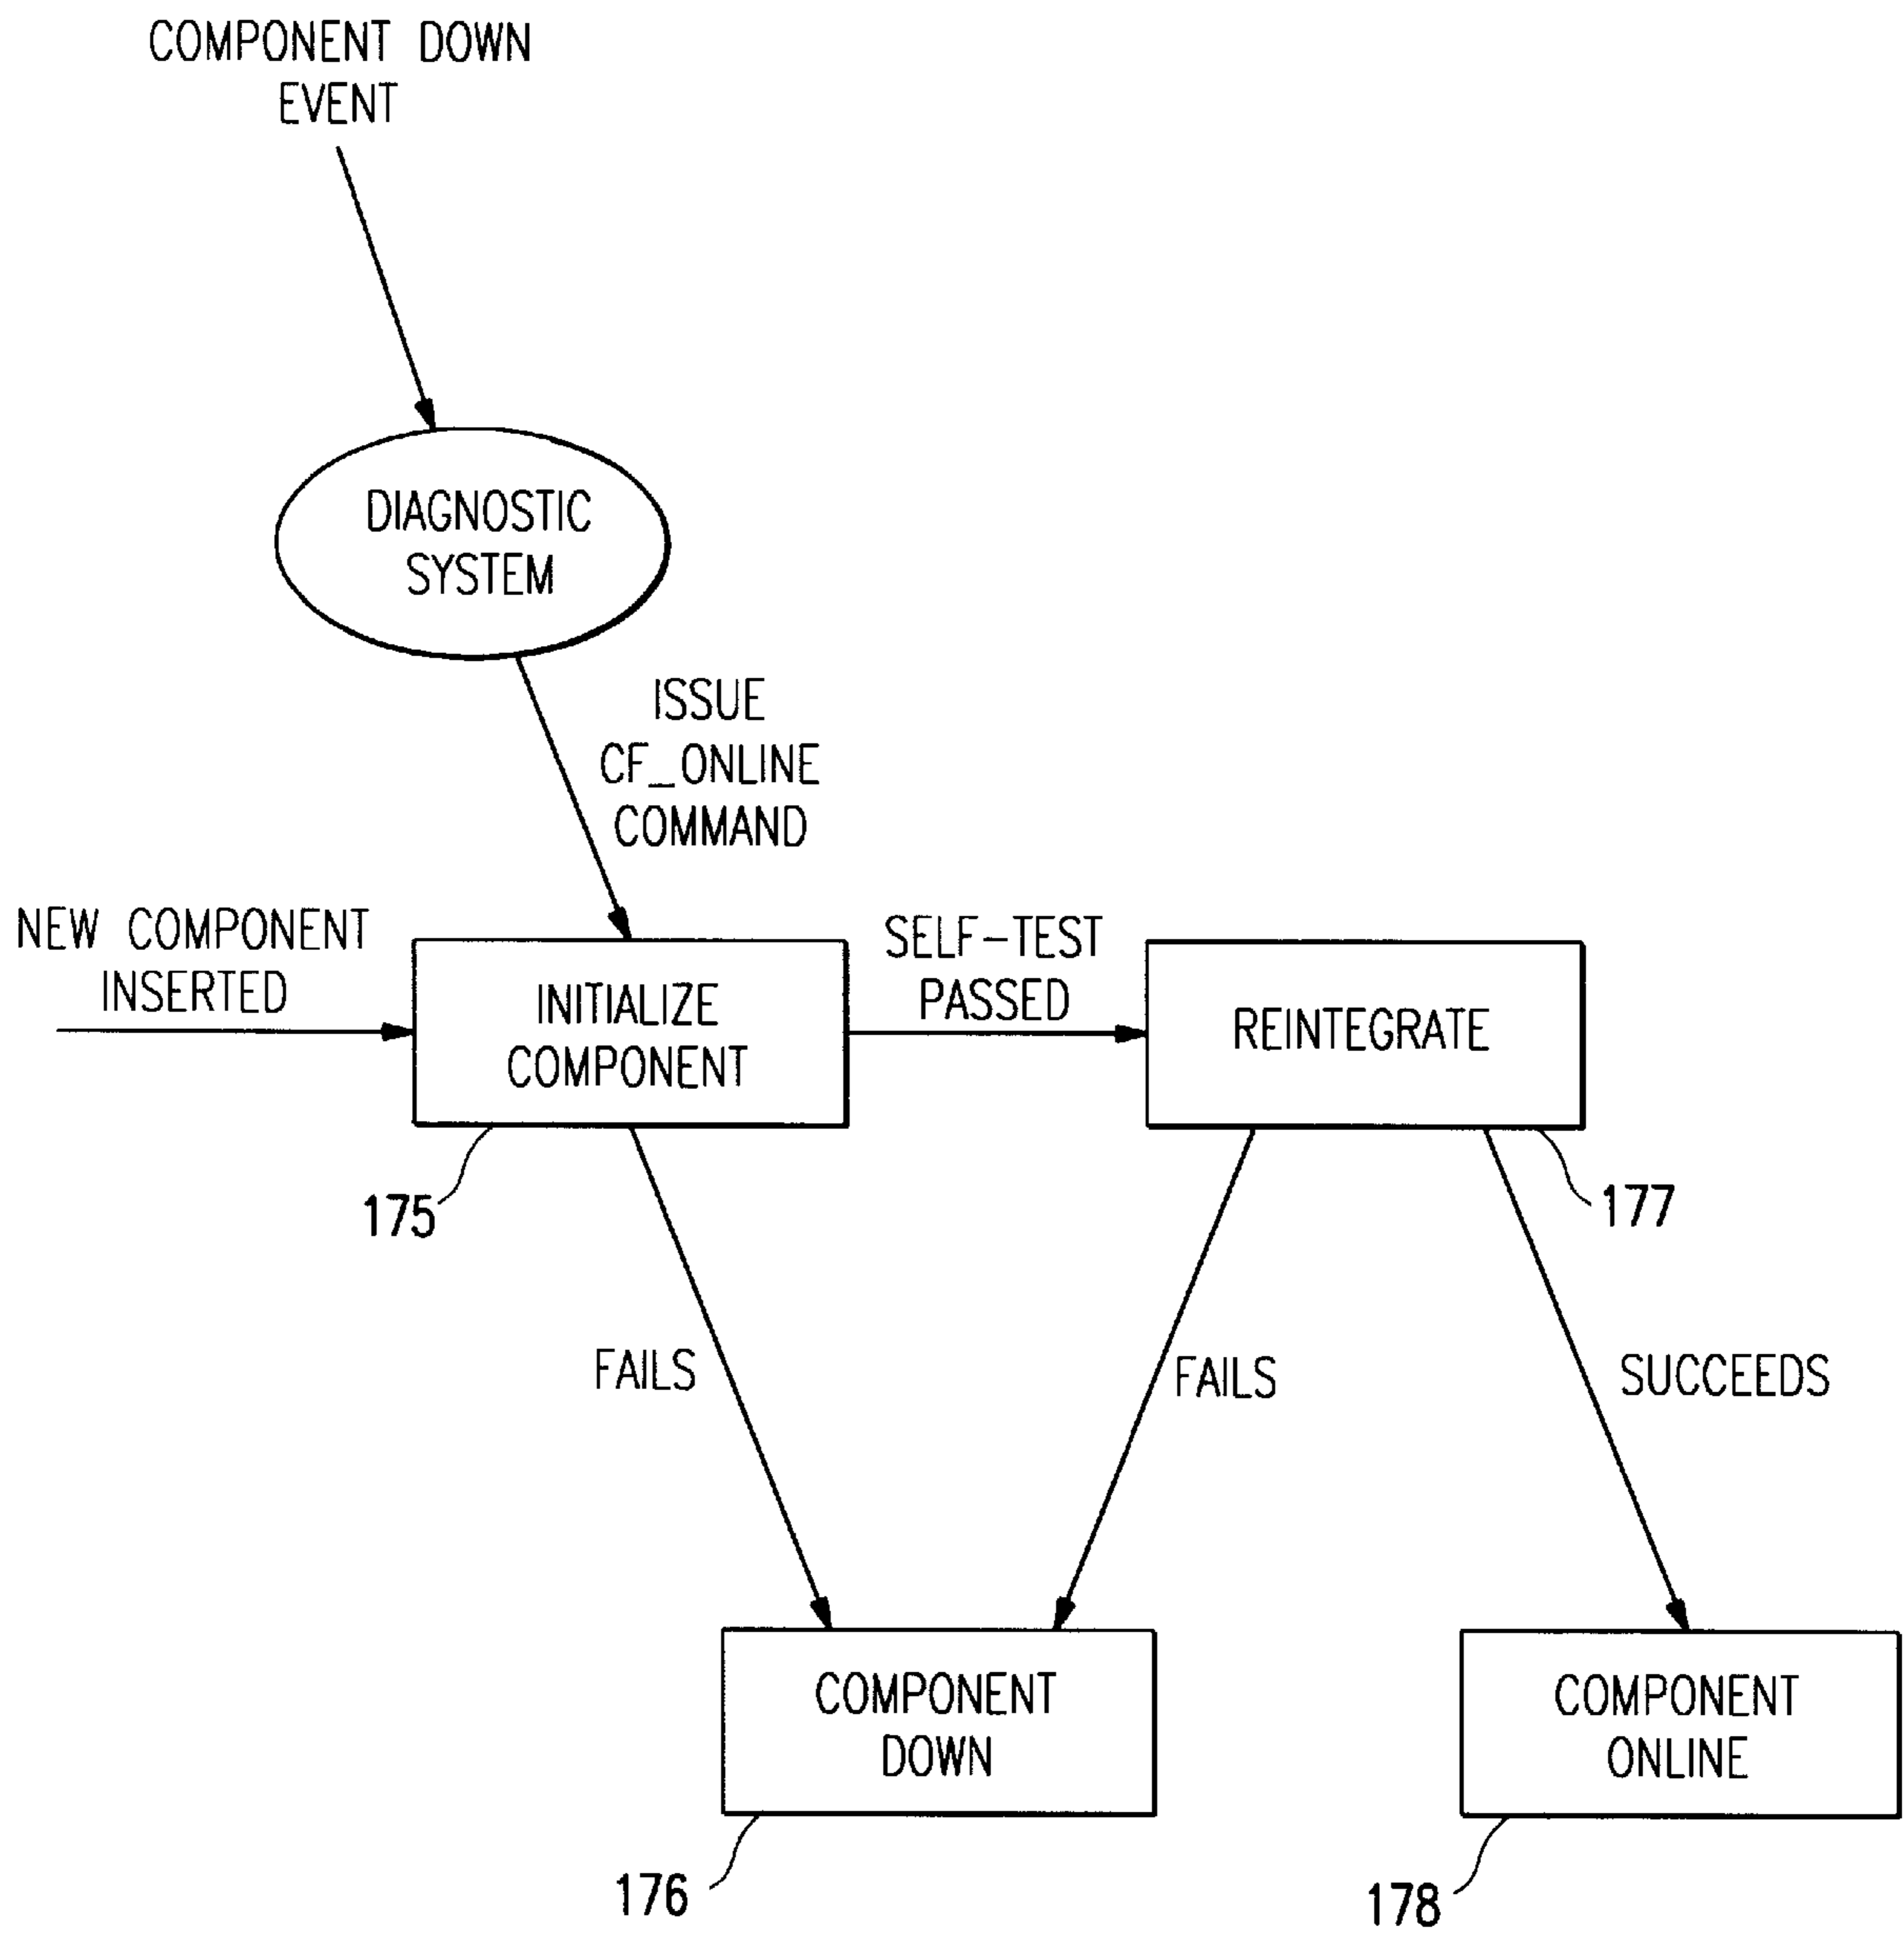 COMPONENT DOWN
EVENT
DIAGNOSTIC
SYSTEM
ISSUE
CF_ONLINE
COMMAND
NEW COMPONENT
INSERTED
INITIALIZE
COMPONENT
SELF-TEST
PASSED
REINTEGRATE
175
177
FAILS
FAILS
SUCCEEDS
COMPONENT
DOWN
COMPONENT
ONLINE
176
178